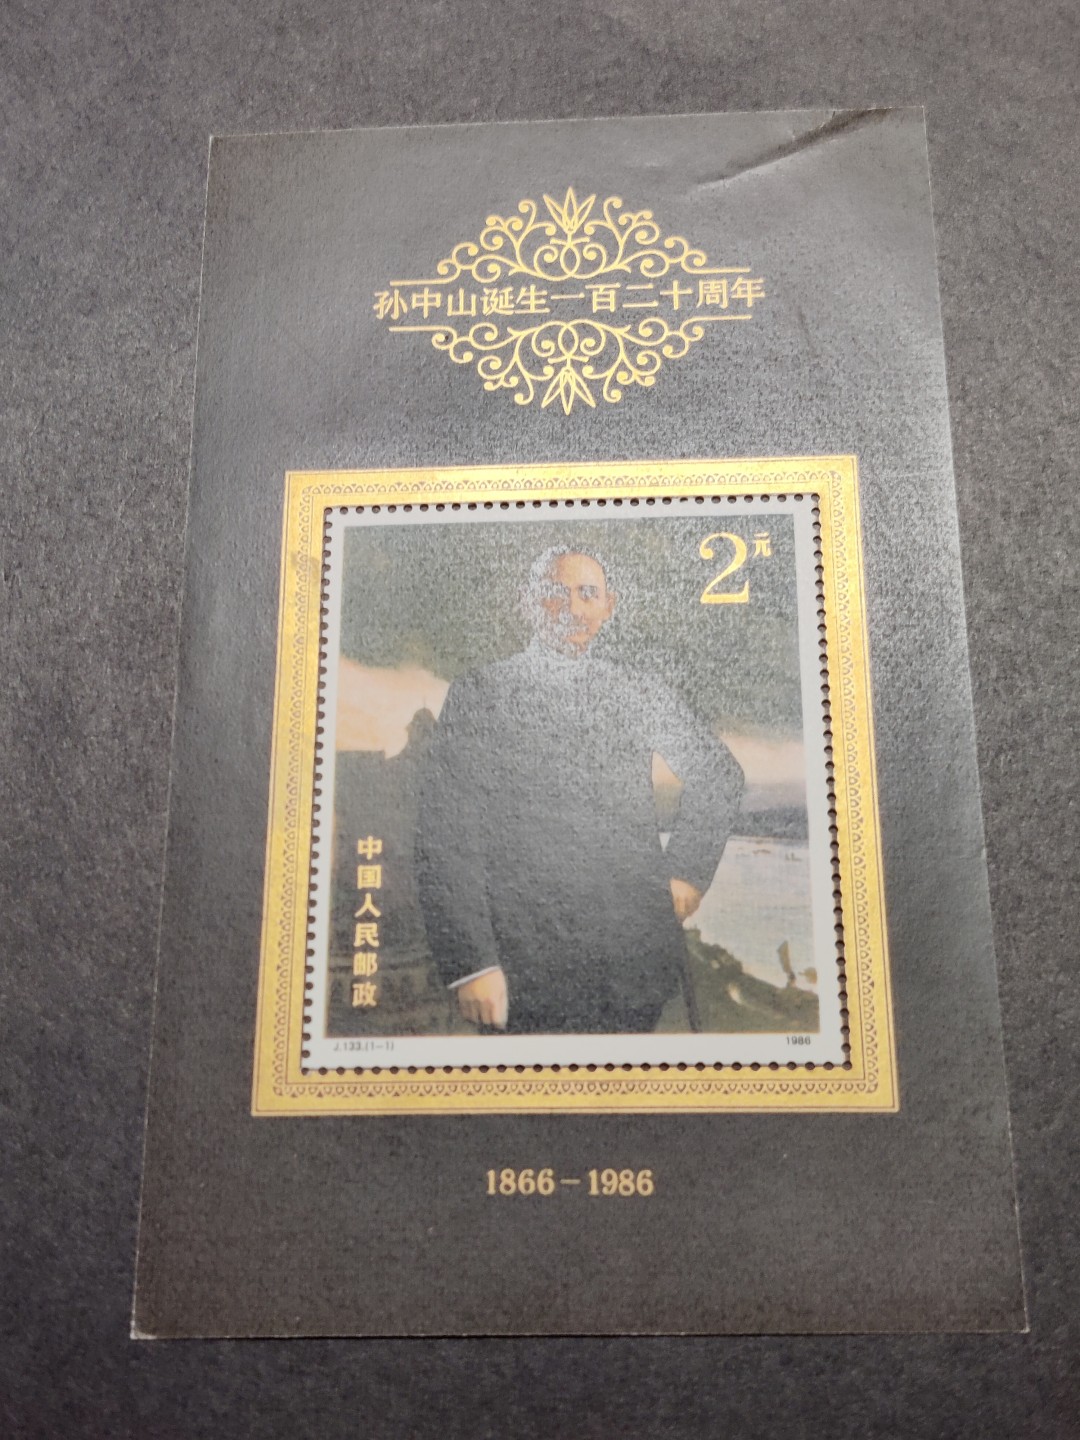 孙中山诞生一百二十周年
2元
中国人民邮政
J.133.(1-1)
1986
1866-1986